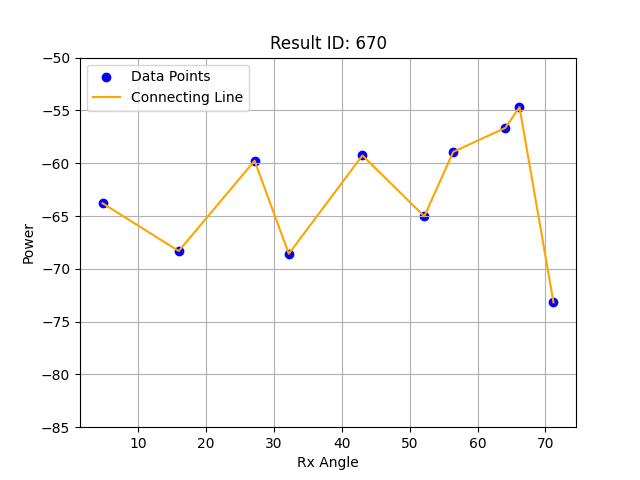 Result ID: 670
Data Points
Connecting Line
Power
−50
−55
−60
−65
−70
−75
−80
−85
10 20 30 40 50 60 70
Rx Angle